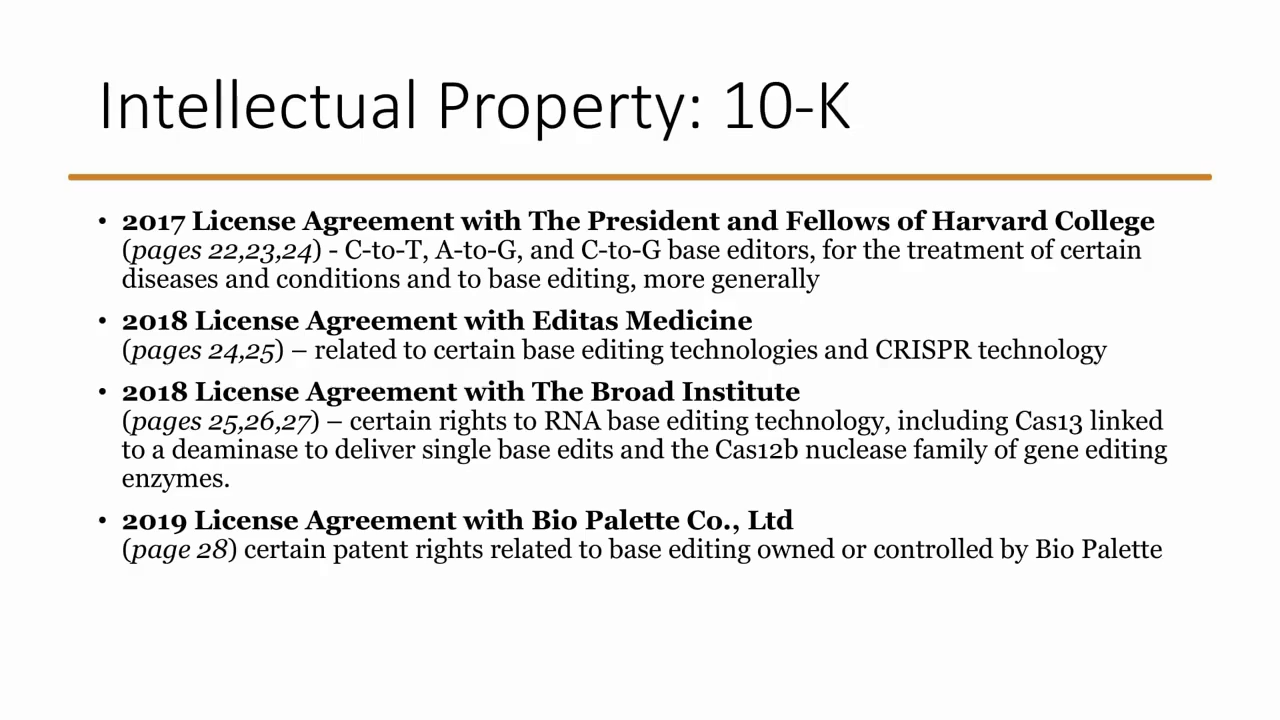 Intellectual Property: 10-K
• 2017 License Agreement with The President and Fellows of Harvard College
(pages 22,23,24) - C-to-T, A-to-G, and C-to-G base editors, for the treatment of certain
diseases and conditions and to base editing, more generally
• 2018 License Agreement with Editas Medicine
(pages 24,25) – related to certain base editing technologies and CRISPR technology
• 2018 License Agreement with The Broad Institute
(pages 25,26,27) – certain rights to RNA base editing technology, including Cas13 linked
to a deaminase to deliver single base edits and the Cas12b nuclease family of gene editing
enzymes.
• 2019 License Agreement with Bio Palette Co., Ltd
(page 28) certain patent rights related to base editing owned or controlled by Bio Palette